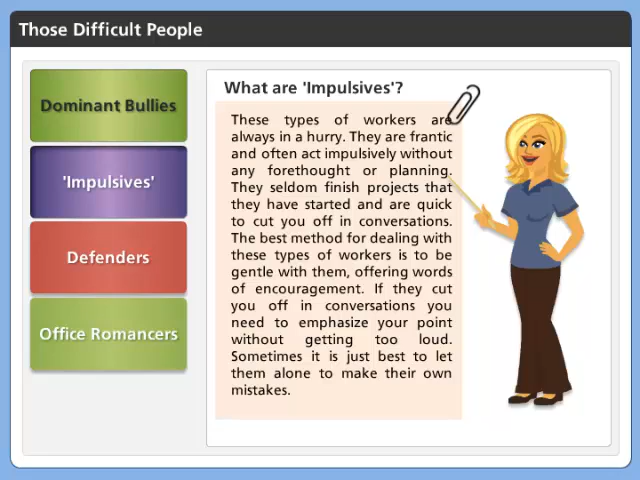 Those Difficult People
Dominant Bullies
'Impulsives'
Defenders
Office Romancers
What are 'Impulsives'?
These types of workers are
always in a hurry. They are frantic
and often act impulsively without
any forethought or planning.
They seldom finish projects that
they have started and are quick
to cut you off in conversations.
The best method for dealing with
these types of workers is to be
gentle with them, offering words
of encouragement. If they cut
you off in conversations you
need to emphasize your point
without getting too loud.
Sometimes it is just best to let
them alone to make their own
mistakes.